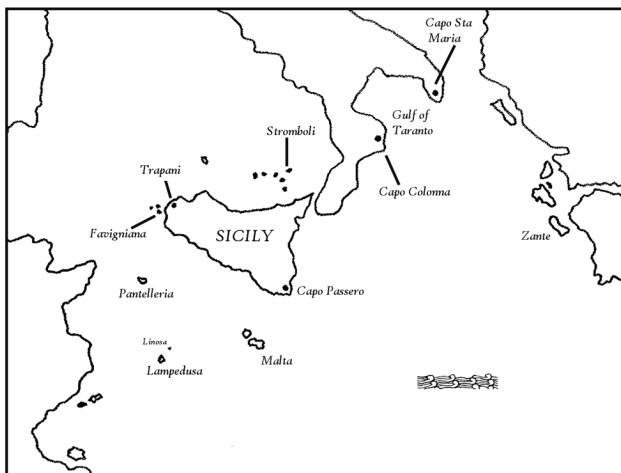 Capo Sta
Maria
Gulf of
Taranto
Stromboli
Trapani
Capo Colonna
Favigniana
SICILY
Zante
Pantelleria
Capo Passero
Linosa
Lampedusa
Malta